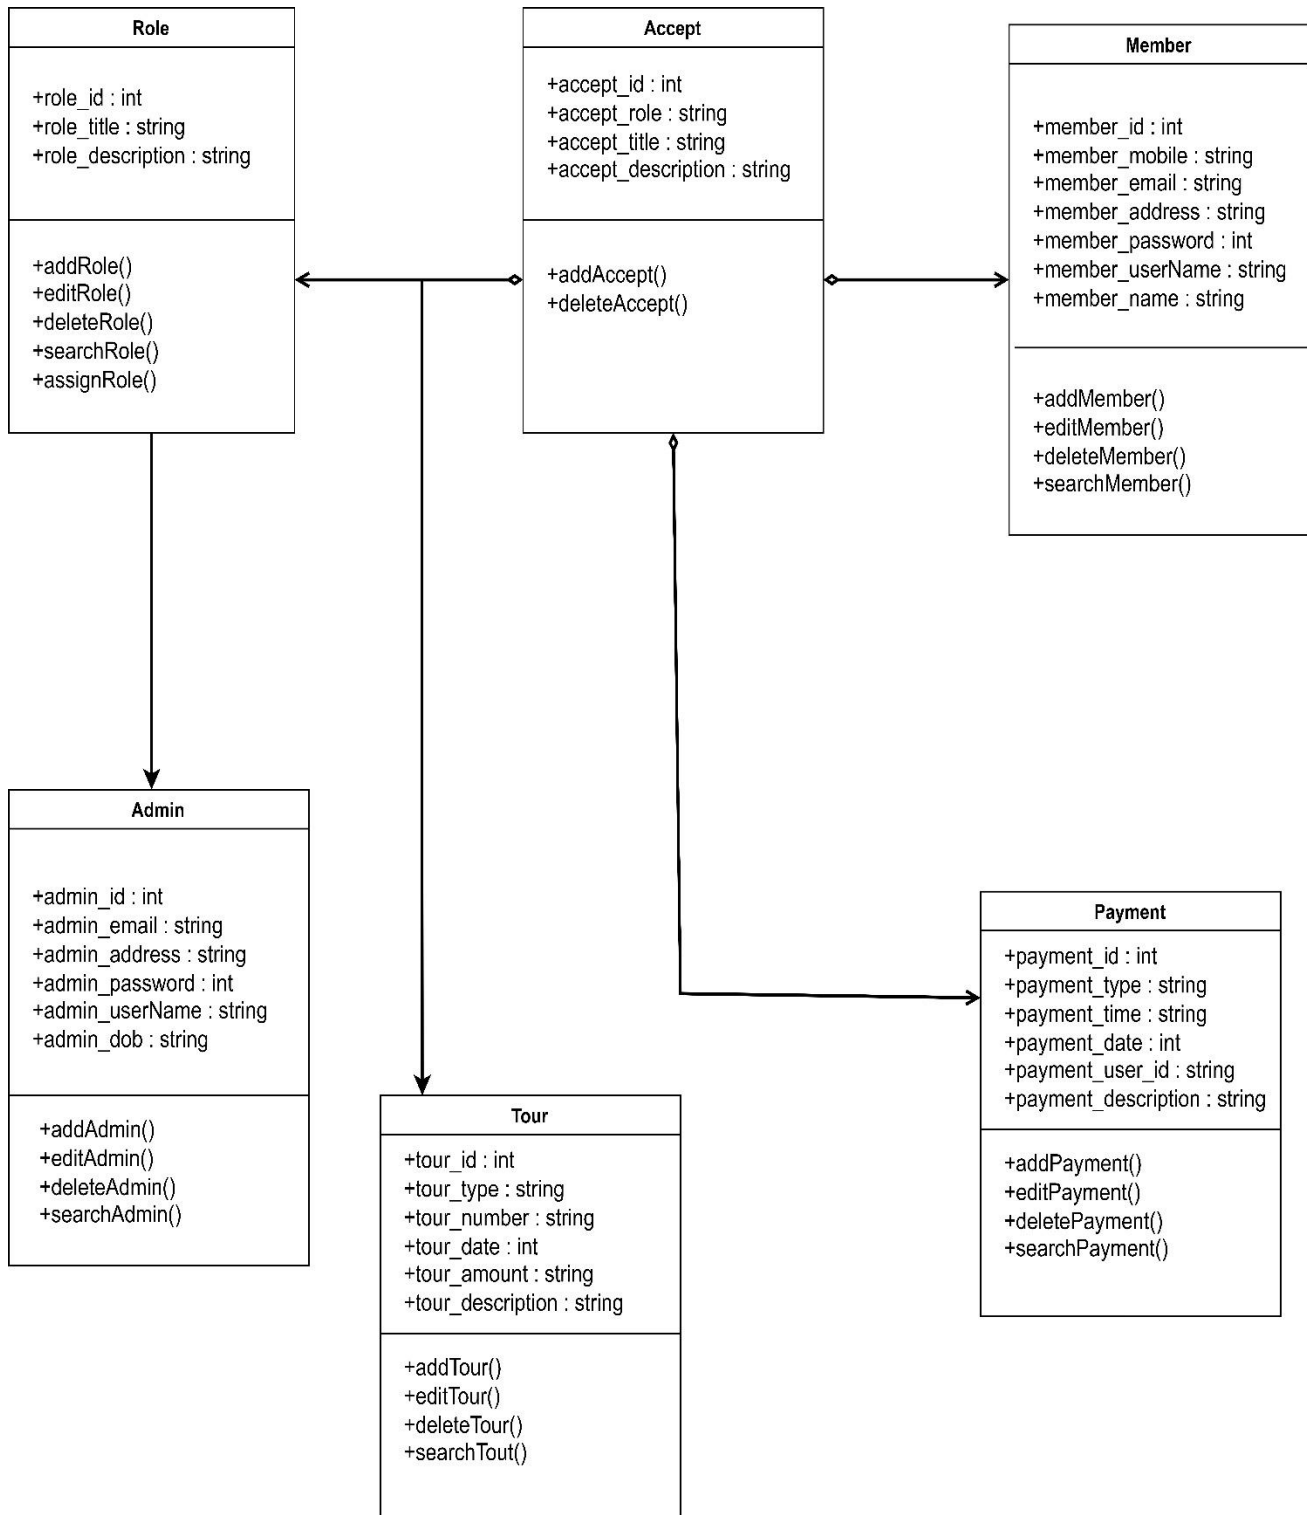 Role
+role_id : int
+role_title : string
+role_description : string
+addRole()
+editRole()
+deleteRole()
+searchRole()
+assignRole()
Accept
+accept_id : int
+accept_role : string
+accept_title : string
+accept_description : string
+addAccept()
+deleteAccept()
Member
+member_id : int
+member_mobile : string
+member_email : string
+member_address : string
+member_password : int
+member_userName : string
+member_name : string
+addMember()
+editMember()
+deleteMember()
+searchMember()
Admin
+admin_id : int
+admin_email : string
+admin_address : string
+admin_password : int
+admin_userName : string
+admin_dob : string
+addAdmin()
+editAdmin()
+deleteAdmin()
+searchAdmin()
Tour
+tour_id : int
+tour_type : string
+tour_number : string
+tour_date : int
+tour_amount : string
+tour_description : string
+addTour()
+editTour()
+deleteTour()
+searchTout()
Payment
+payment_id : int
+payment_type : string
+payment_time : string
+payment_date : int
+payment_user_id : string
+payment_description : string
+addPayment()
+editPayment()
+deletePayment()
+searchPayment()